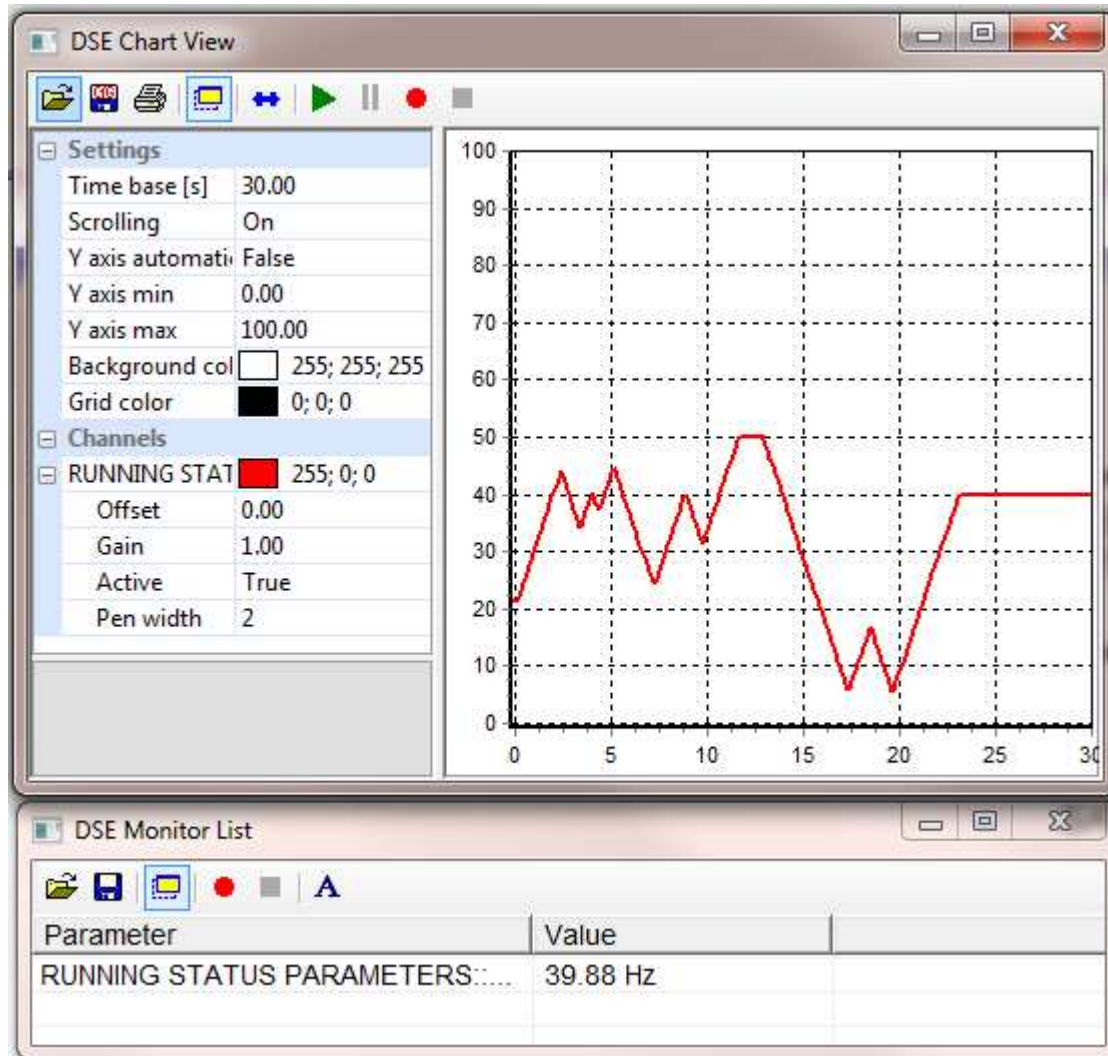 DSE Chart View
Settings
Time base [s] 30.00
Scrolling On
Y axis automati False
Y axis min 0.00
Y axis max 100.00
Background col 255; 255; 255
Grid color 0; 0; 0
Channels
RUNNING STAT 255; 0; 0
Offset 0.00
Gain 1.00
Active True
Pen width 2
100
90
80
70
60
50
40
30
20
10
0
0 5 10 15 20 25 30
DSE Monitor List
A
Parameter Value
RUNNING STATUS PARAMETERS::.... 39.88 Hz